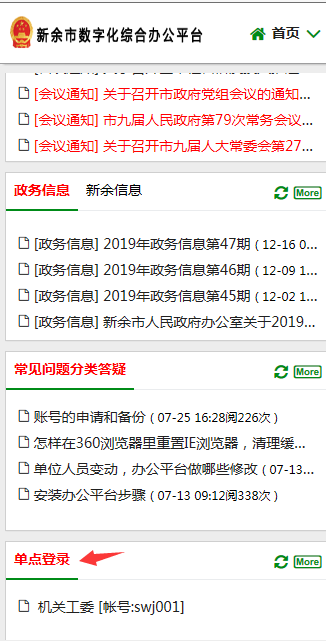 新余市数字化综合办公平台 首页
[会议通知] 关于召开市政府党组会议的通知...
[会议通知] 市九届人民政府第79次常务会议...
[会议通知] 关于召开市九届人大常委会第27...
政务信息 新余信息 More
[政务信息] 2019年政务信息第47期 ( 12-16 0...
[政务信息] 2019年政务信息第46期 ( 12-09 1...
[政务信息] 2019年政务信息第45期 ( 12-02 1...
[政务信息] 新余市人民政府办公室关于2019...
常见问题分类答疑 More
账号的申请和备份 ( 07-25 16:28阅226次 )
怎样在360浏览器里重置IE浏览器，清理缓...
单位人员变动，办公平台做哪些修改 ( 07-13...
安装办公平台步骤 ( 07-13 09:12阅338次 )
单点登录 More
机关工委 [帐号:swj001]